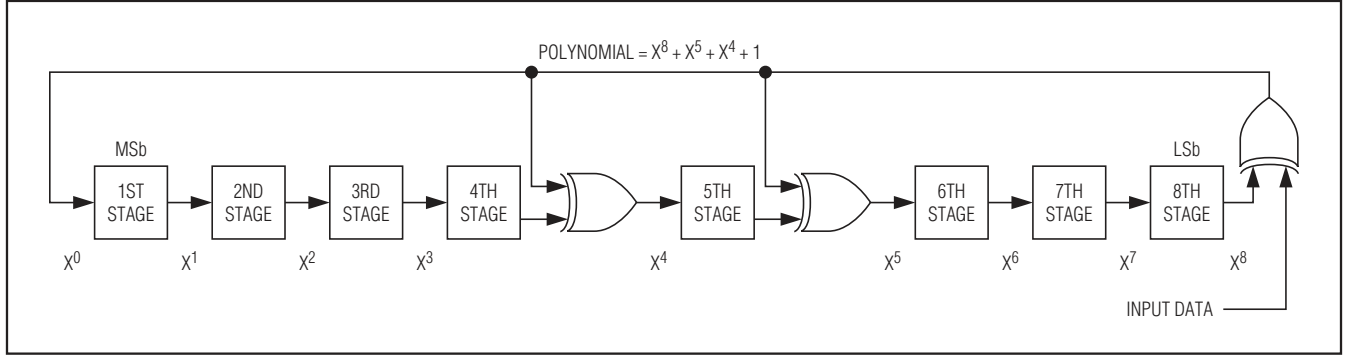 POLYNOMIAL = X⁸ + X⁵ + X⁴ + 1
MSb
LSb
1ST
STAGE
2ND
STAGE
3RD
STAGE
4TH
STAGE
5TH
STAGE
6TH
STAGE
7TH
STAGE
8TH
STAGE
X⁰
X¹
X²
X³
X⁴
X⁵
X⁶
X⁷
X⁸
INPUT DATA